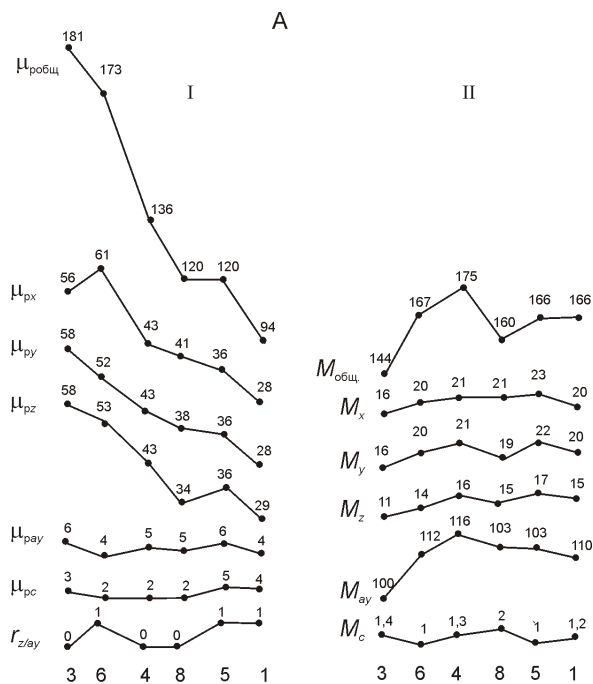 A
I II
181
μробщ 173
136
120 120
94
μрx 56 61 43 41 36 28
μрy 58 52 43 38 36 28
μрz 58 53 43 34 36 29
μрay 6 4 5 5 6 4
μрc 3 2 2 2 5 4
rz/ay 0 1 0 0 1 1
3 6 4 8 5 1
Mобщ. 144 167 175 160 166 166
Mx 16 20 21 21 23 20
My 16 20 21 19 22 20
Mz 11 14 16 15 17 15
May 100 112 116 103 103 110
Mc 1,4 1 1,3 2 1 1,2
3 6 4 8 5 1